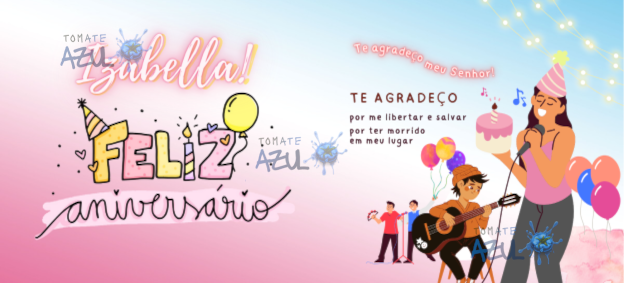 TOMATE
AZUL
Izabella!
FELIZ
aniversário
TOMATE
AZUL
Te agradeço meu Senhor!
TE AGRADEÇO
por me libertar e salvar
por ter morrido
em meu lugar
TOMATE
AZUL